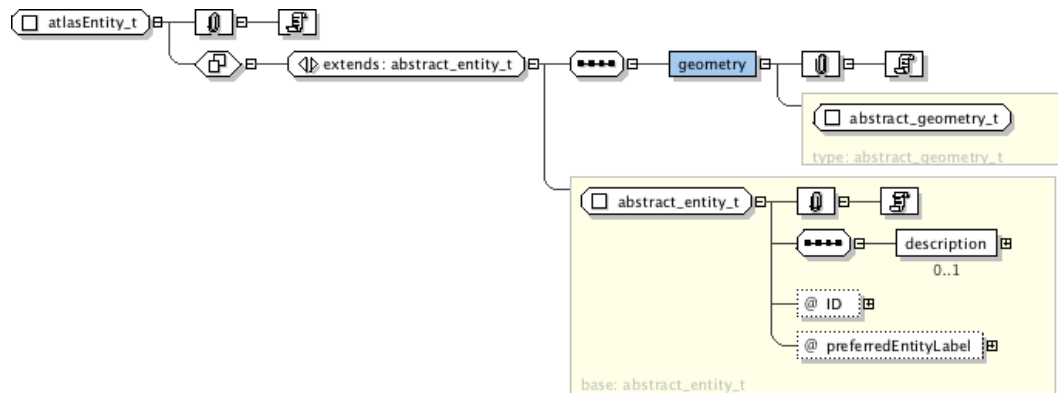 atlasEntity_t
extends: abstract_entity_t
geometry
abstract_geometry_t
type: abstract_geometry_t
abstract_entity_t
description
0..1
@ ID
@ preferredEntityLabel
base: abstract_entity_t